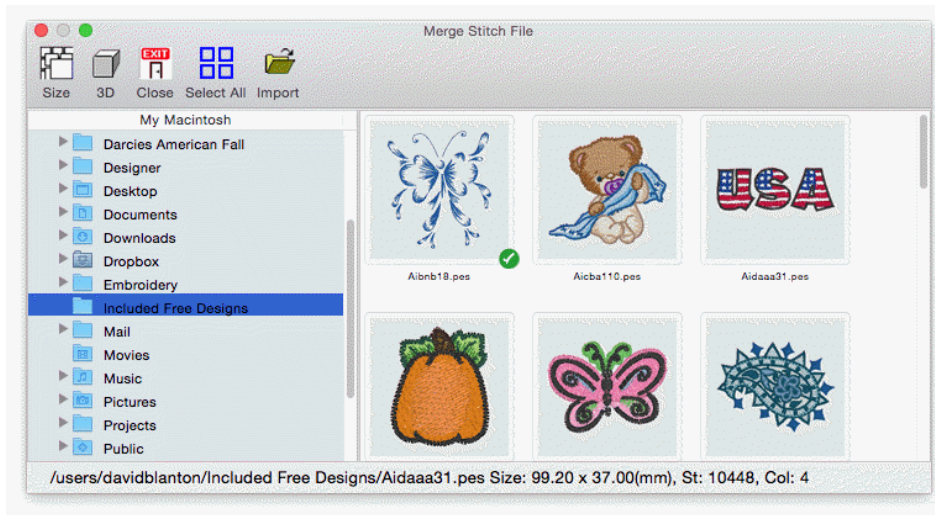 Merge Stitch File
EXIT
Size 3D Close Select All Import
My Macintosh
Darcies American Fall
Designer
Desktop
Documents
Downloads
Dropbox
Embroidery
Included Free Designs
Mail
Movies
Music
Pictures
Projects
Public
USA
Aibnb18.pes Aicba110.pes Aidaaa31.pes
/users/davidblanton/Included Free Designs/Aidaaa31.pes Size: 99.20 x 37.00(mm), St: 10448, Col: 4